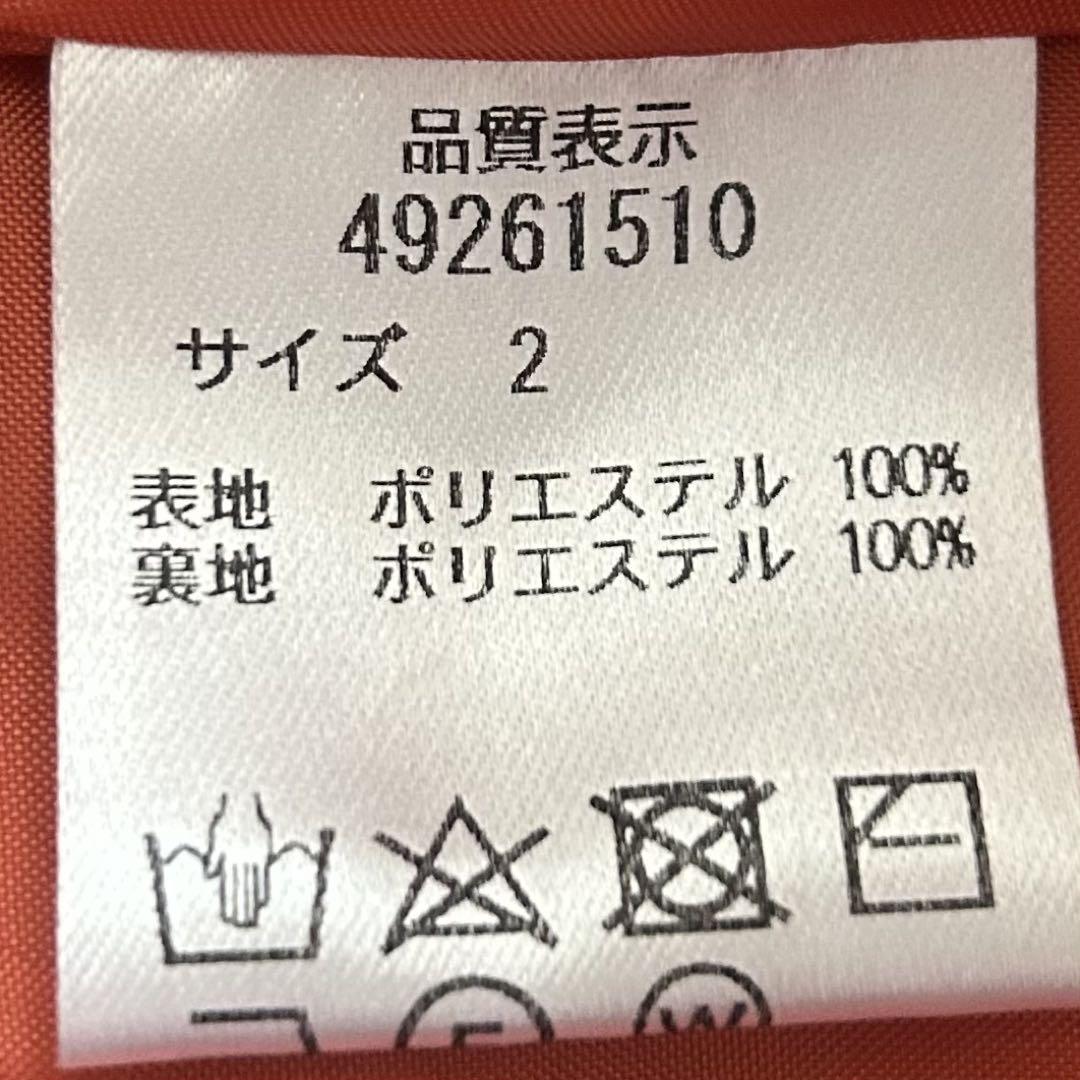 品質表示
49261510
サイズ 2
表地 ポリエステル 100%
裏地 ポリエステル 100%
W